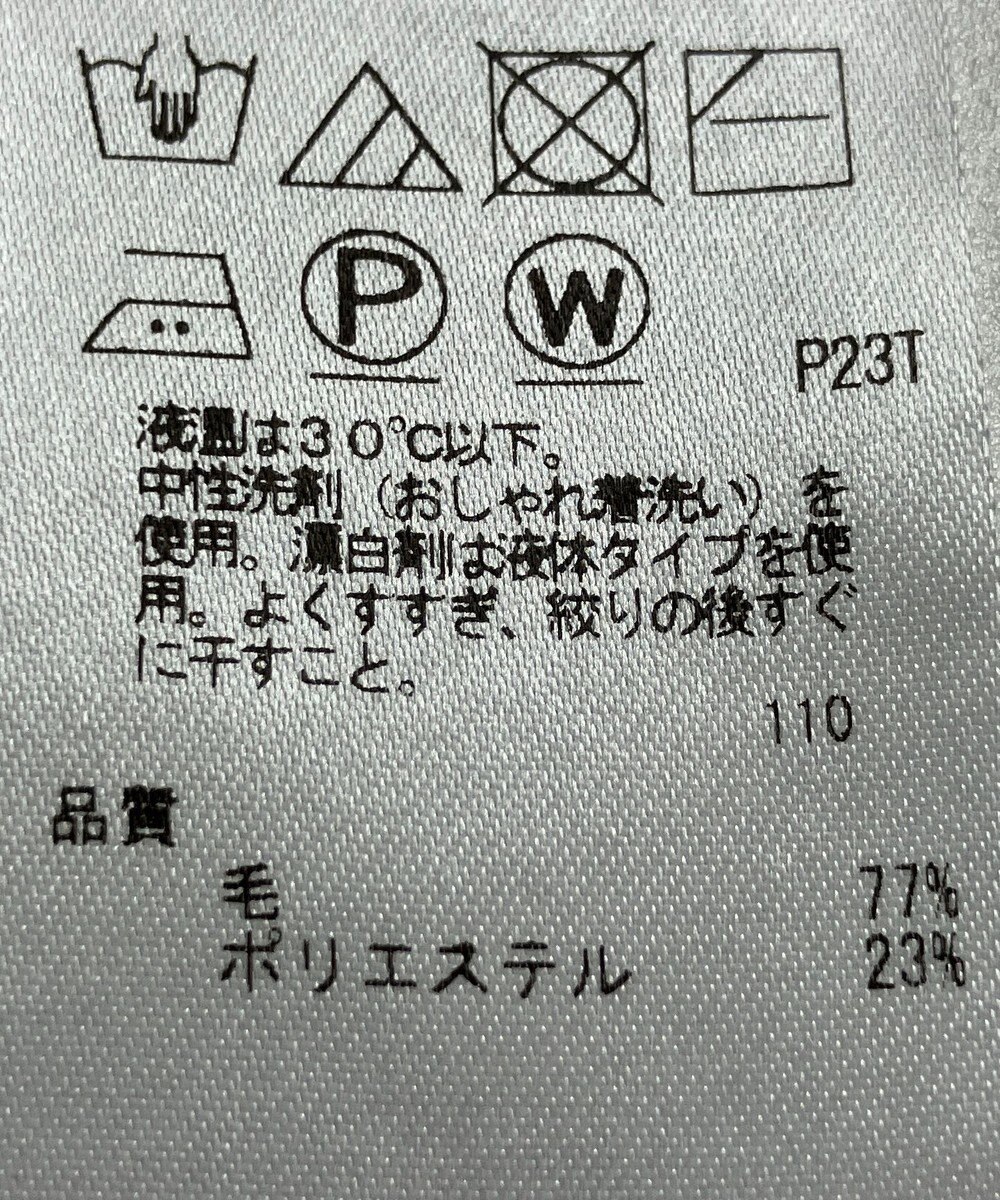 P
W
P23T
液温は30℃以下。
中性洗剤（おしゃれ着洗い）を
使用。漂白剤は液体タイプを使
用。よくすすぎ、絞りの後すぐ
に干すこと。
110
品質
毛 77%
ポリエステル 23%